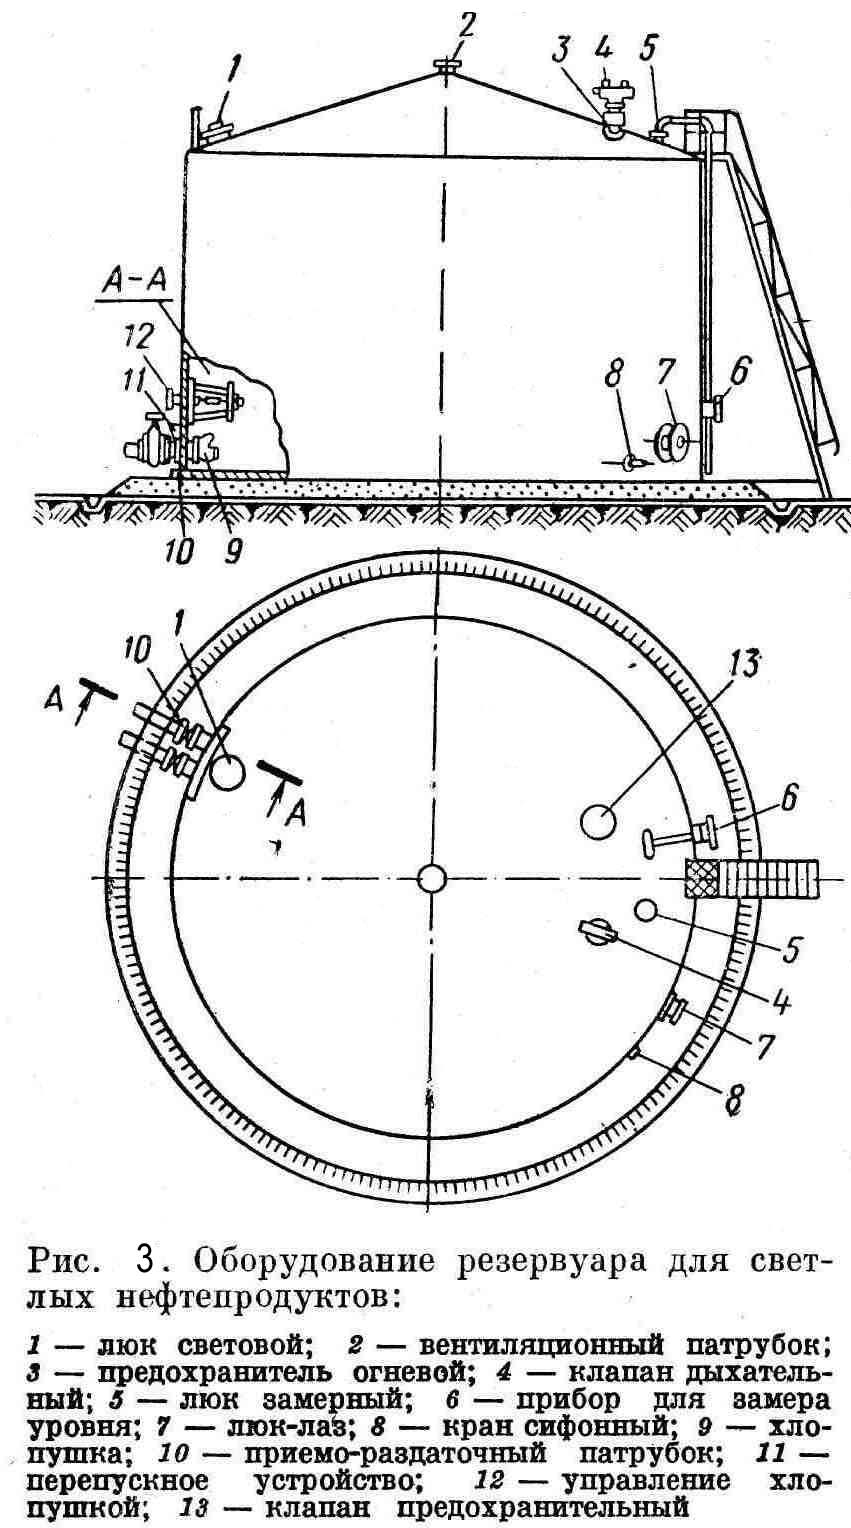 2
1
3 4 5
А-А
12
11
8 7 6
10 9
1
10
13
А
А
6
5
4
7
8
Рис. 3. Оборудование резервуара для свет-
лых нефтепродуктов:
1 — люк световой; 2 — вентиляционный патрубок;
3 — предохранитель огневой; 4 — клапан дыхатель-
ный; 5 — люк замерный; 6 — прибор для замера
уровня; 7 — люк-лаз; 8 — кран сифонный; 9 — хло-
пушка; 10 — приемо-раздаточный патрубок; 11 —
перепускное устройство; 12 — управление хло-
пушкой; 13 — клапан предохранительный